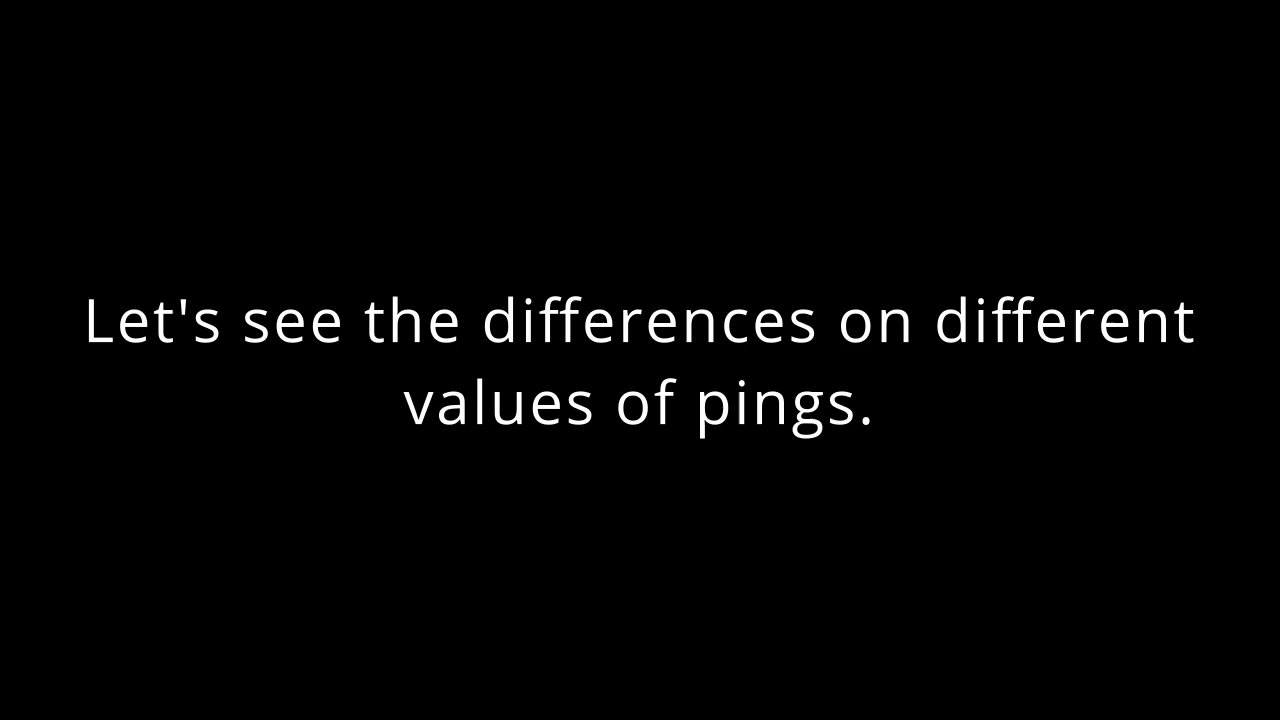 Let's see the differences on different
values of pings.